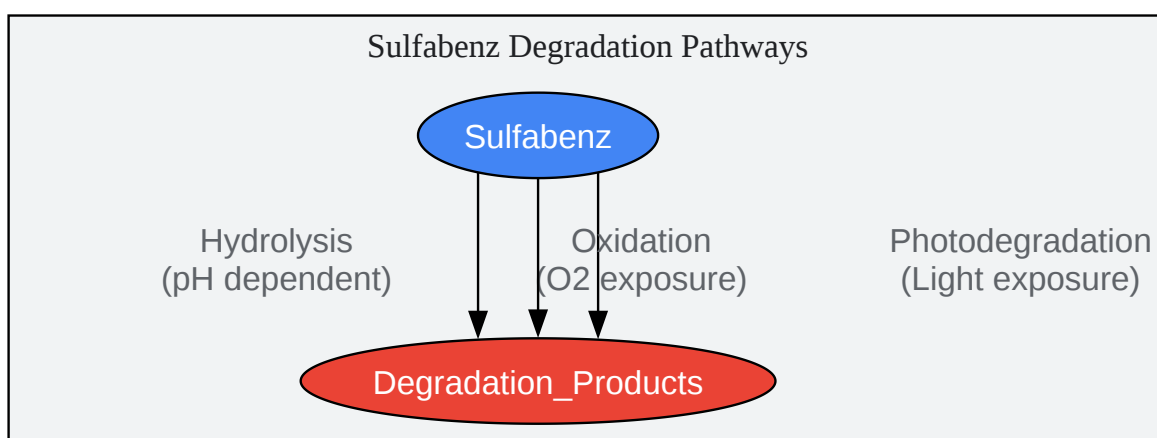 Sulfabenz Degradation Pathways
Sulfabenz
Hydrolysis
(pH dependent)
Oxidation
(O2 exposure)
Photodegradation
(Light exposure)
Degradation_Products